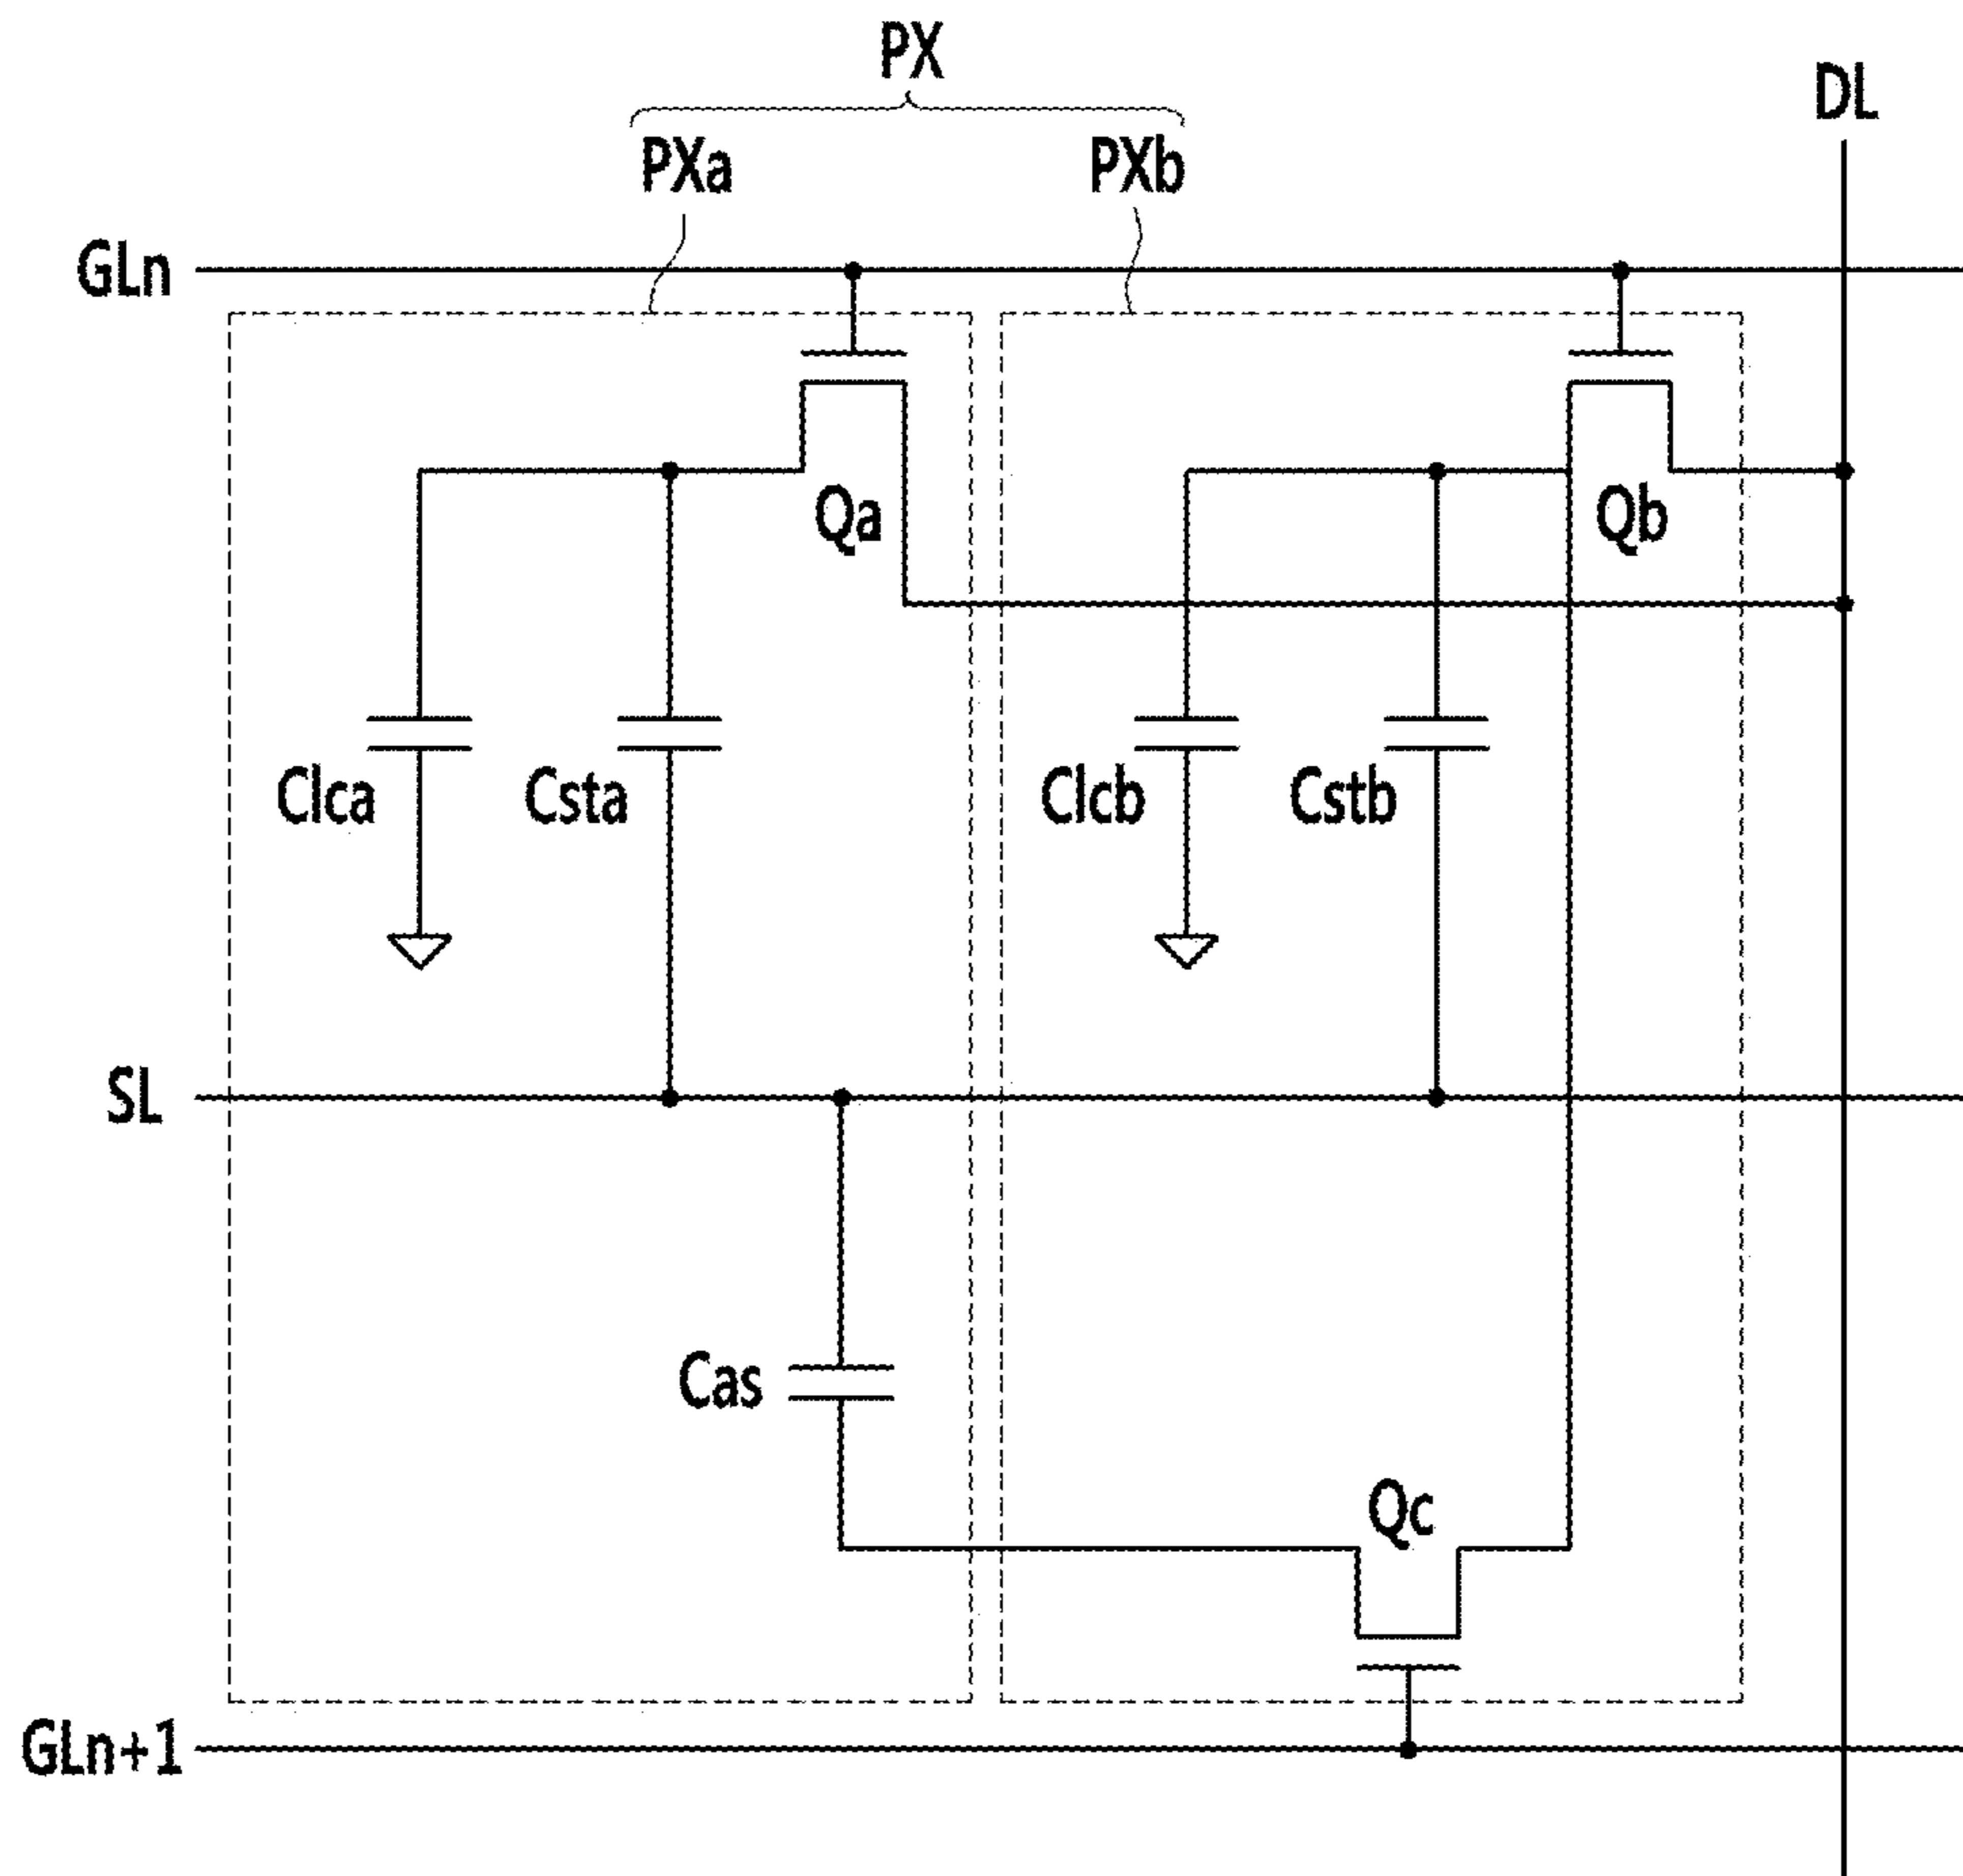 PX
DL
PXa
PXb
GLn
Qa
Qb
Clca
Csta
Clcb
Cstb
SL
Cas
Qc
GLn+1